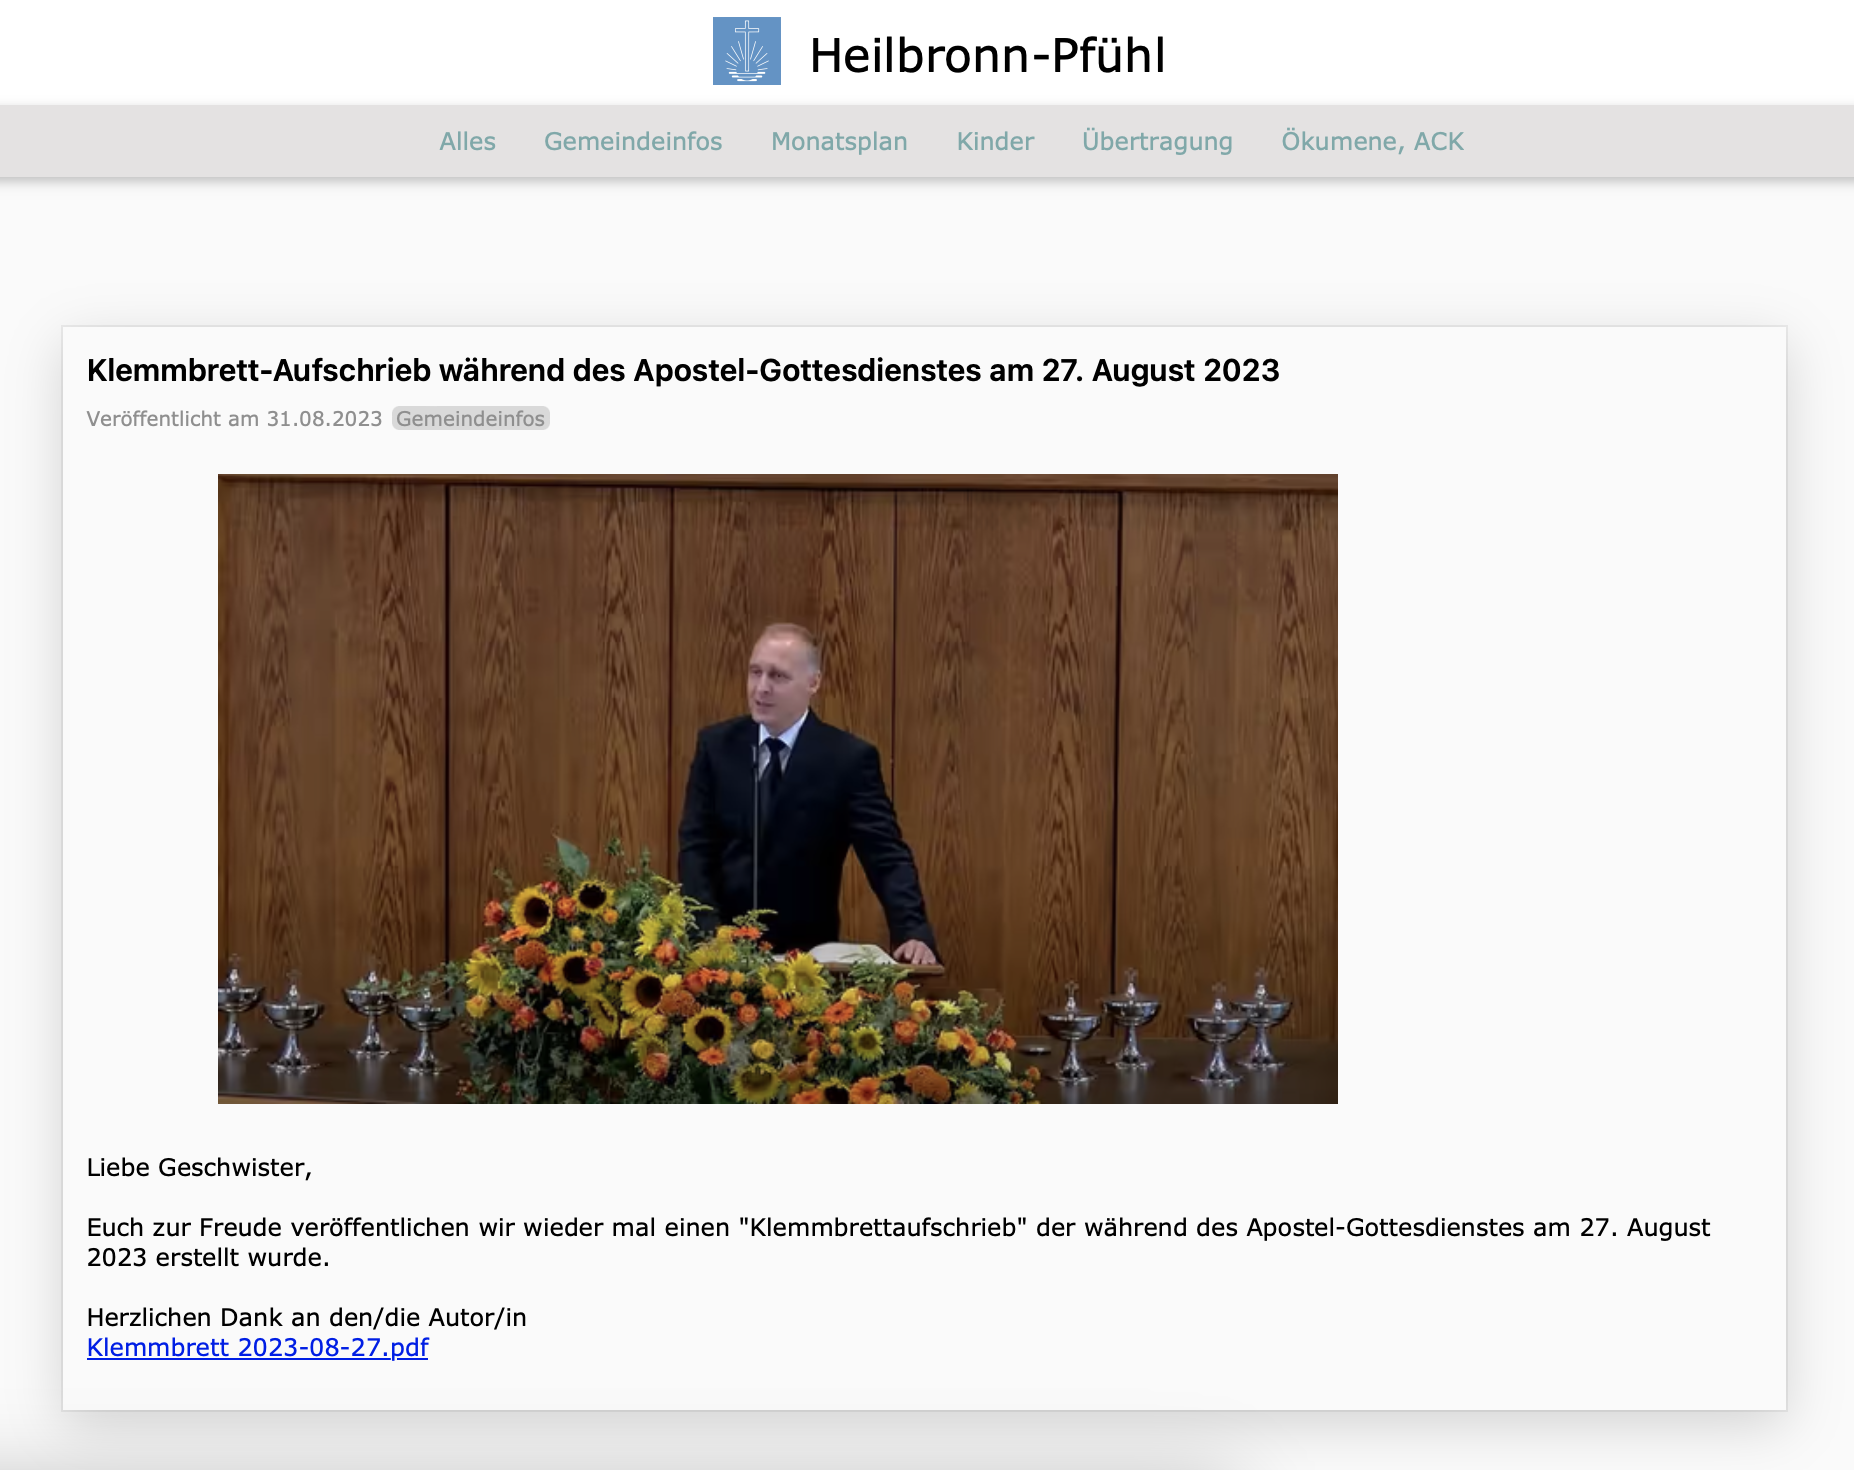 Heilbronn-Pfühl
Alles Gemeindeinfos Monatsplan Kinder Übertragung Ökumene, ACK
Klemmbrett-Aufschrieb während des Apostel-Gottesdienstes am 27. August 2023
Veröffentlicht am 31.08.2023 Gemeindeinfos
Liebe Geschwister,
Euch zur Freude veröffentlichen wir wieder mal einen "Klemmbrettaufschrieb" der während des Apostel-Gottesdienstes am 27. August
2023 erstellt wurde.
Herzlichen Dank an den/die Autor/in
Klemmbrett 2023-08-27.pdf